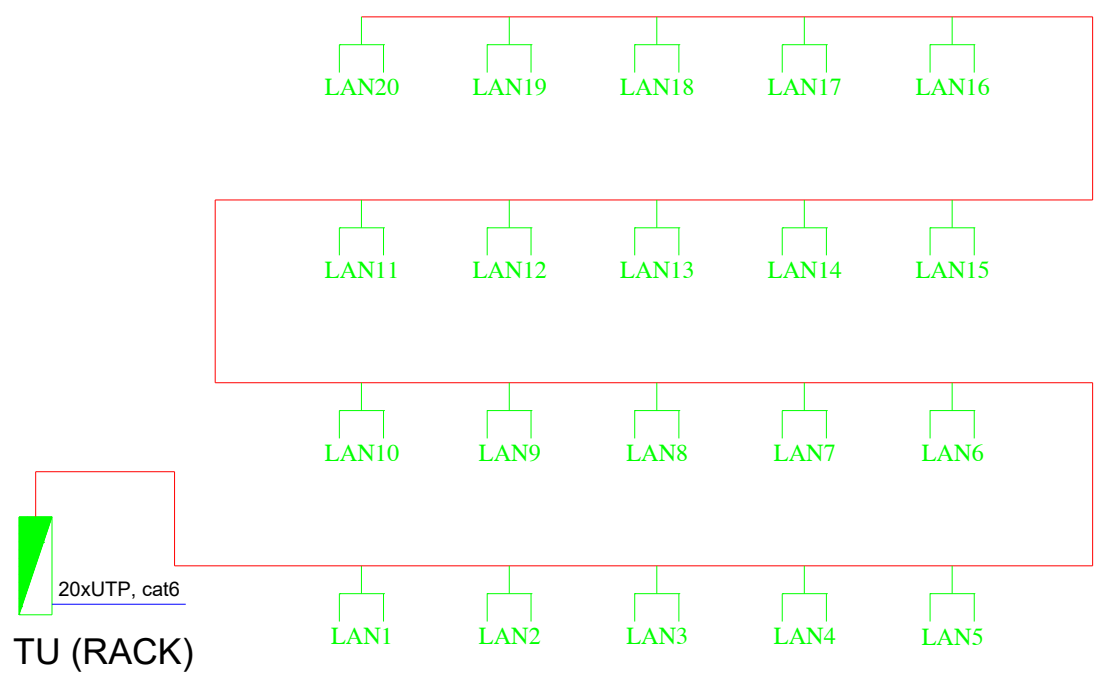 LAN20 LAN19 LAN18 LAN17 LAN16
LAN11 LAN12 LAN13 LAN14 LAN15
LAN10 LAN9 LAN8 LAN7 LAN6
20xUTP, cat6
TU (RACK)
LAN1 LAN2 LAN3 LAN4 LAN5